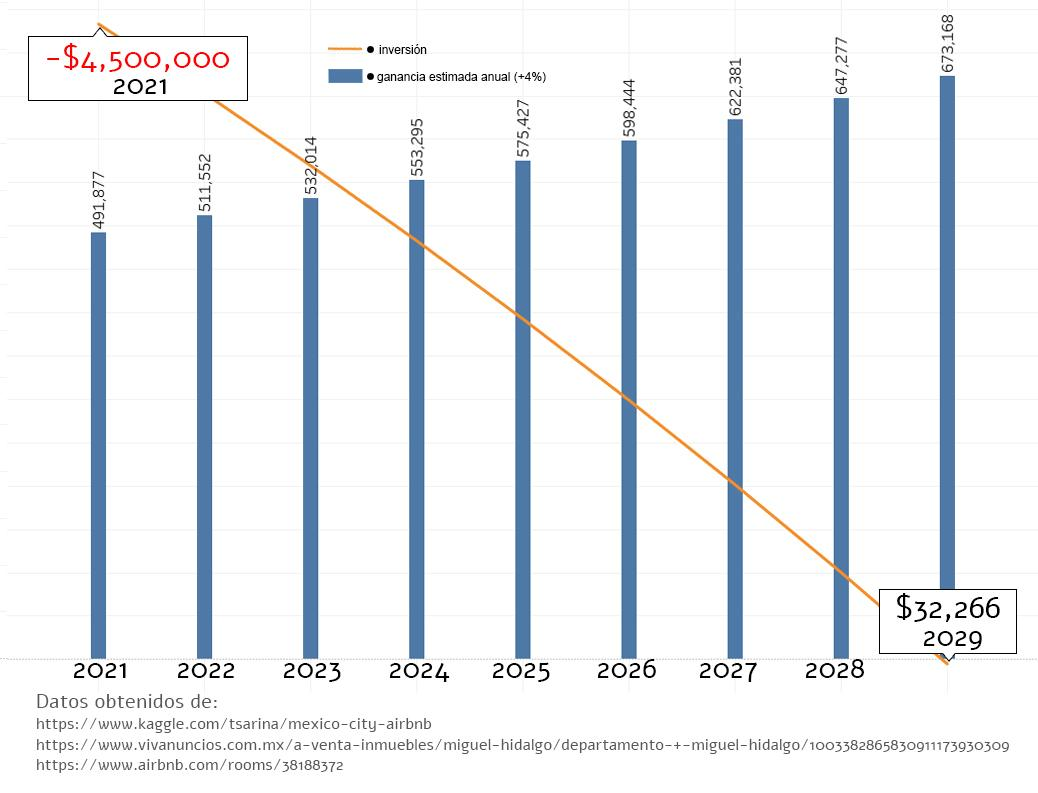 -$4,500,000
2021
● inversión
● ganancia estimada anual (+4%)
491,877
511,552
532,014
553,295
575,427
598,444
622,381
647,277
673,168
$32,266
2029
2021 2022 2023 2024 2025 2026 2027 2028
Datos obtenidos de:
https://www.kaggle.com/tsarina/mexico-city-airbnb
https://www.vivanuncios.com.mx/a-venta-inmuebles/miguel-hidalgo/departamento-+-miguel-hidalgo/1003382865830911173930309
https://www.airbnb.com/rooms/38188372